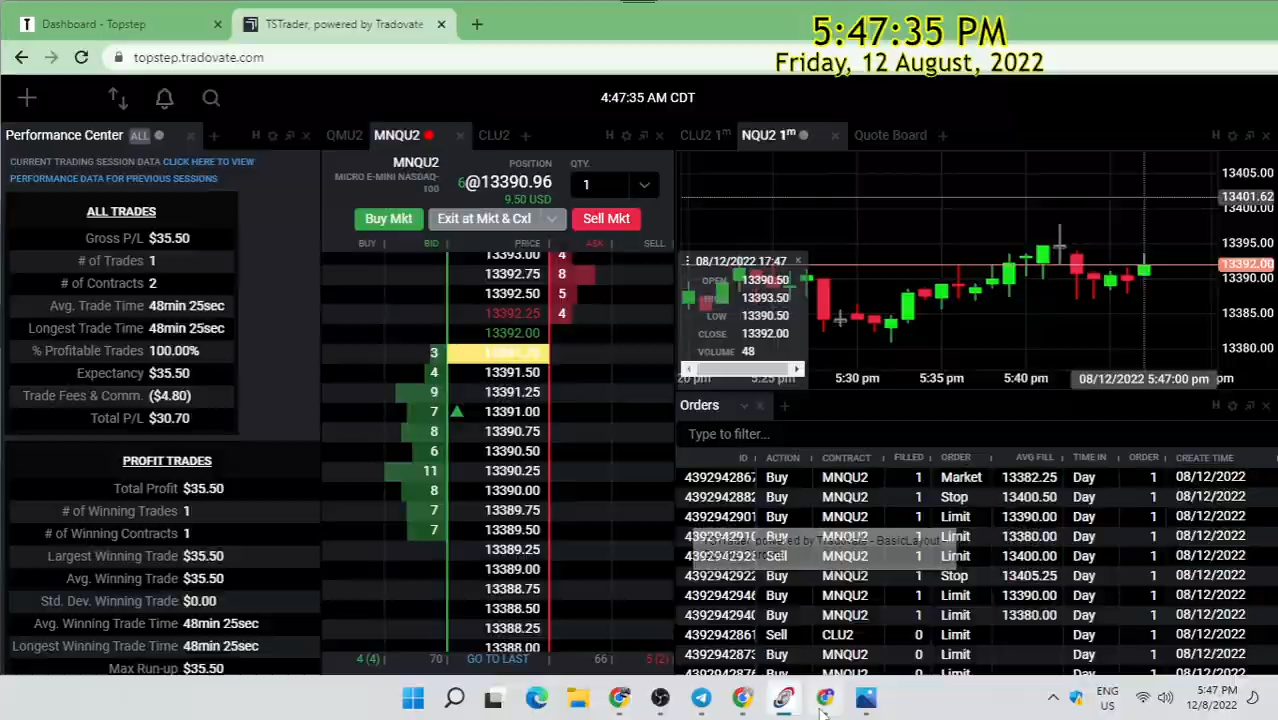 Dashboard - Topstep
TSTrader, powered by Tradovate
5:47:35 PM
Friday, 12 August, 2022
topstep.tradovate.com
4:47:35 AM CDT
Performance Center ALL
CURRENT TRADING SESSION DATA CLICK HERE TO VIEW
PERFORMANCE DATA FOR PREVIOUS SESSIONS
ALL TRADES
Gross P/L $35.50
# of Trades 1
# of Contracts 2
Avg. Trade Time 48min 25sec
Longest Trade Time 48min 25sec
% Profitable Trades 100.00%
Expectancy $35.50
Trade Fees & Comm. ($4.80)
Total P/L $30.70
PROFIT TRADES
Total Profit $35.50
# of Winning Trades 1
# of Winning Contracts 1
Largest Winning Trade $35.50
Avg. Winning Trade $35.50
Std. Dev. Winning Trade $0.00
Avg. Winning Trade Time 48min 25sec
Longest Winning Trade Time 48min 25sec
Max Run-up $35.50
QMU2 MNQU2 CLU2
MNQU2
MICRO E-MINI NASDAQ-
100
POSITION
6@13390.96
9.50 USD
QTY.
1
Buy Mkt Exit at Mkt & Cxl Sell Mkt
BUY BID PRICE ASK SELL
13393.00 4
13392.75 8
13392.50 5
13392.25 4
13392.00
3
4 13391.50
9 13391.25
7 13391.00
8 13390.75
6 13390.50
11 13390.25
8 13390.00
7 13389.75
7 13389.50
13389.25
13389.00
13388.75
13388.50
13388.25
13388.00
4 (4) 70 GO TO LAST 66 5 (2)
CLU2 1m NQU2 1m Quote Board
08/12/2022 17:47
OPEN 13390.50
13393.50
LOW 13390.50
CLOSE 13392.00
VOLUME 48
13405.00
13401.62
13400.00
13395.00
13392.00
13390.00
13385.00
13380.00
20 pm 5:25 pm 5:30 pm 5:35 pm 5:40 pm 08/12/2022 5:47:00 pm pm
Orders
Type to filter...
ID ACTION CONTRACT FILLED ORDER AVG FILL TIME IN ORDER CREATE TIME
4392942867 Buy MNQU2 1 Market 13382.25 Day 1 08/12/2022
4392942882 Buy MNQU2 1 Stop 13400.50 Day 1 08/12/2022
4392942901 Buy MNQU2 1 Limit 13390.00 Day 1 08/12/2022
4392942910 Buy MNQU2 1 Limit 13380.00 Day 1 08/12/2022
TSTrader, powered by Tradovate - BasicLayout
4392942923 Sell MNQU2 1 Limit 13400.00 Day 1 08/12/2022
4392942922 Buy MNQU2 1 Stop 13405.25 Day 1 08/12/2022
4392942946 Buy MNQU2 1 Limit 13390.00 Day 1 08/12/2022
4392942940 Buy MNQU2 1 Limit 13380.00 Day 1 08/12/2022
4392942861 Sell CLU2 0 Limit Day 1 08/12/2022
4392942873 Buy MNQU2 0 Limit Day 1 08/12/2022
ENG
US
5:47 PM
12/8/2022